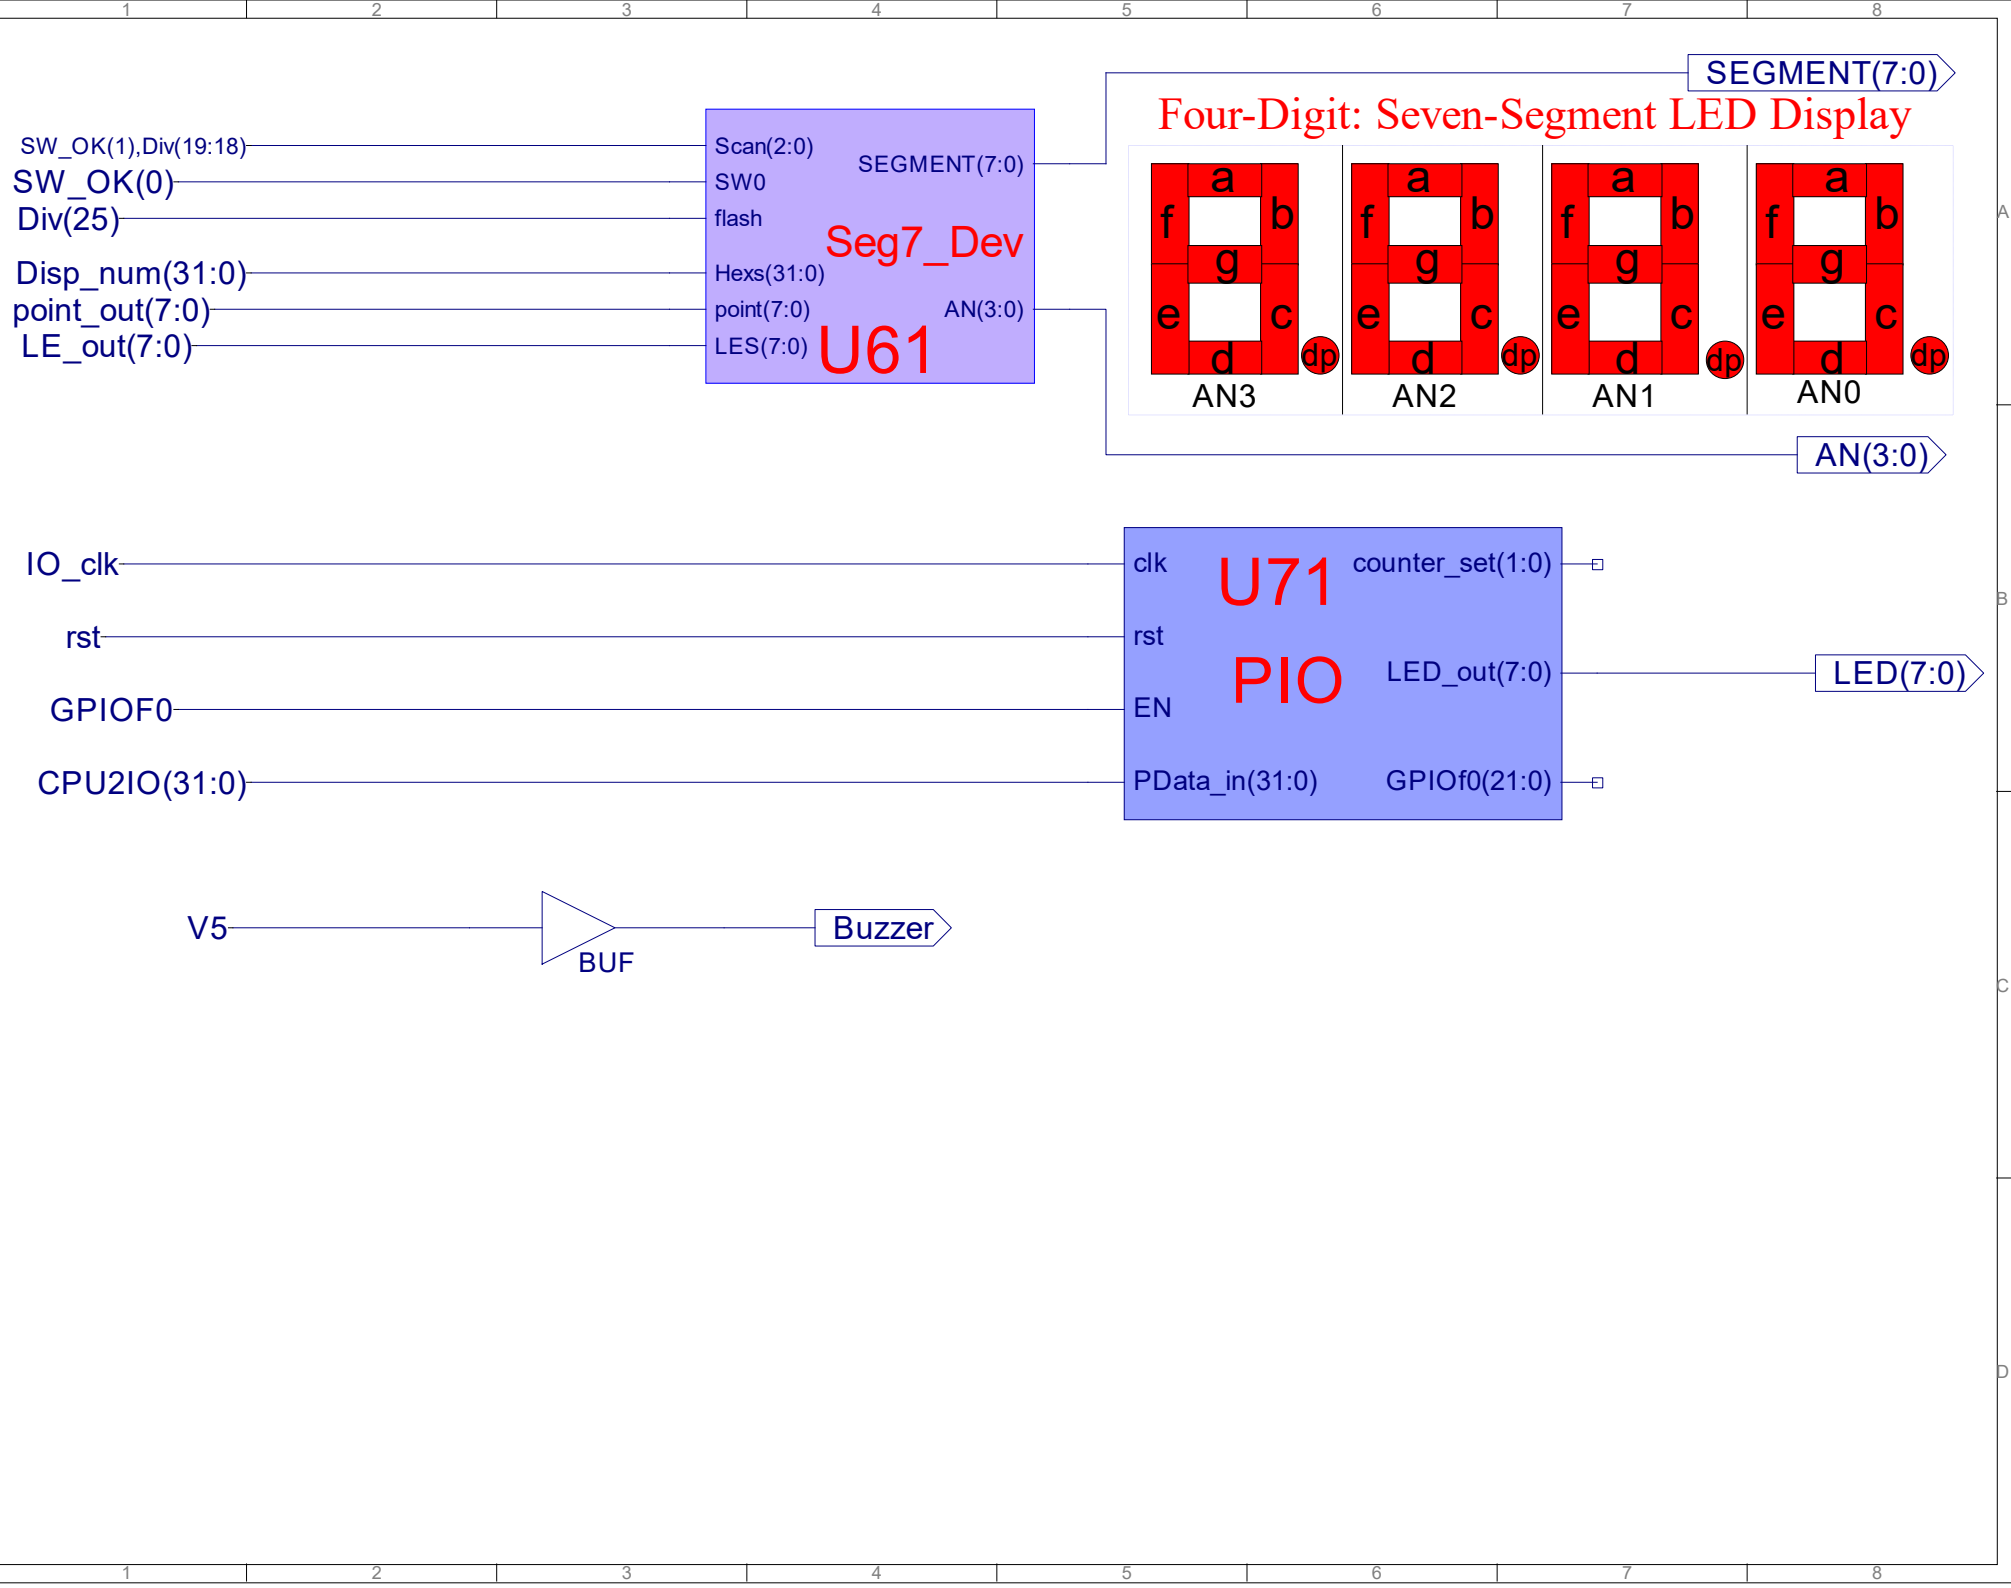 1 2 3 4 5 6 7 8
SEGMENT(7:0)
Four-Digit: Seven-Segment LED Display
SW_OK(1),Div(19:18)
SW_OK(0)
Div(25)
Disp_num(31:0)
point_out(7:0)
LE_out(7:0)
Scan(2:0)
SW0
flash
Hexs(31:0)
point(7:0)
LES(7:0)
SEGMENT(7:0)
Seg7_Dev
AN(3:0)
U61
a
f
b
g
e
c
d
dp
AN3
a
f
b
g
e
c
d
dp
AN2
a
f
b
g
e
c
d
dp
AN1
a
f
b
g
e
c
d
dp
AN0
A
AN(3:0)
IO_clk
rst
GPIOF0
CPU2IO(31:0)
clk
rst
EN
PData_in(31:0)
U71
PIO
counter_set(1:0)
LED_out(7:0)
GPIOf0(21:0)
LED(7:0)
B
V5
BUF
Buzzer
C
D
1 2 3 4 5 6 7 8